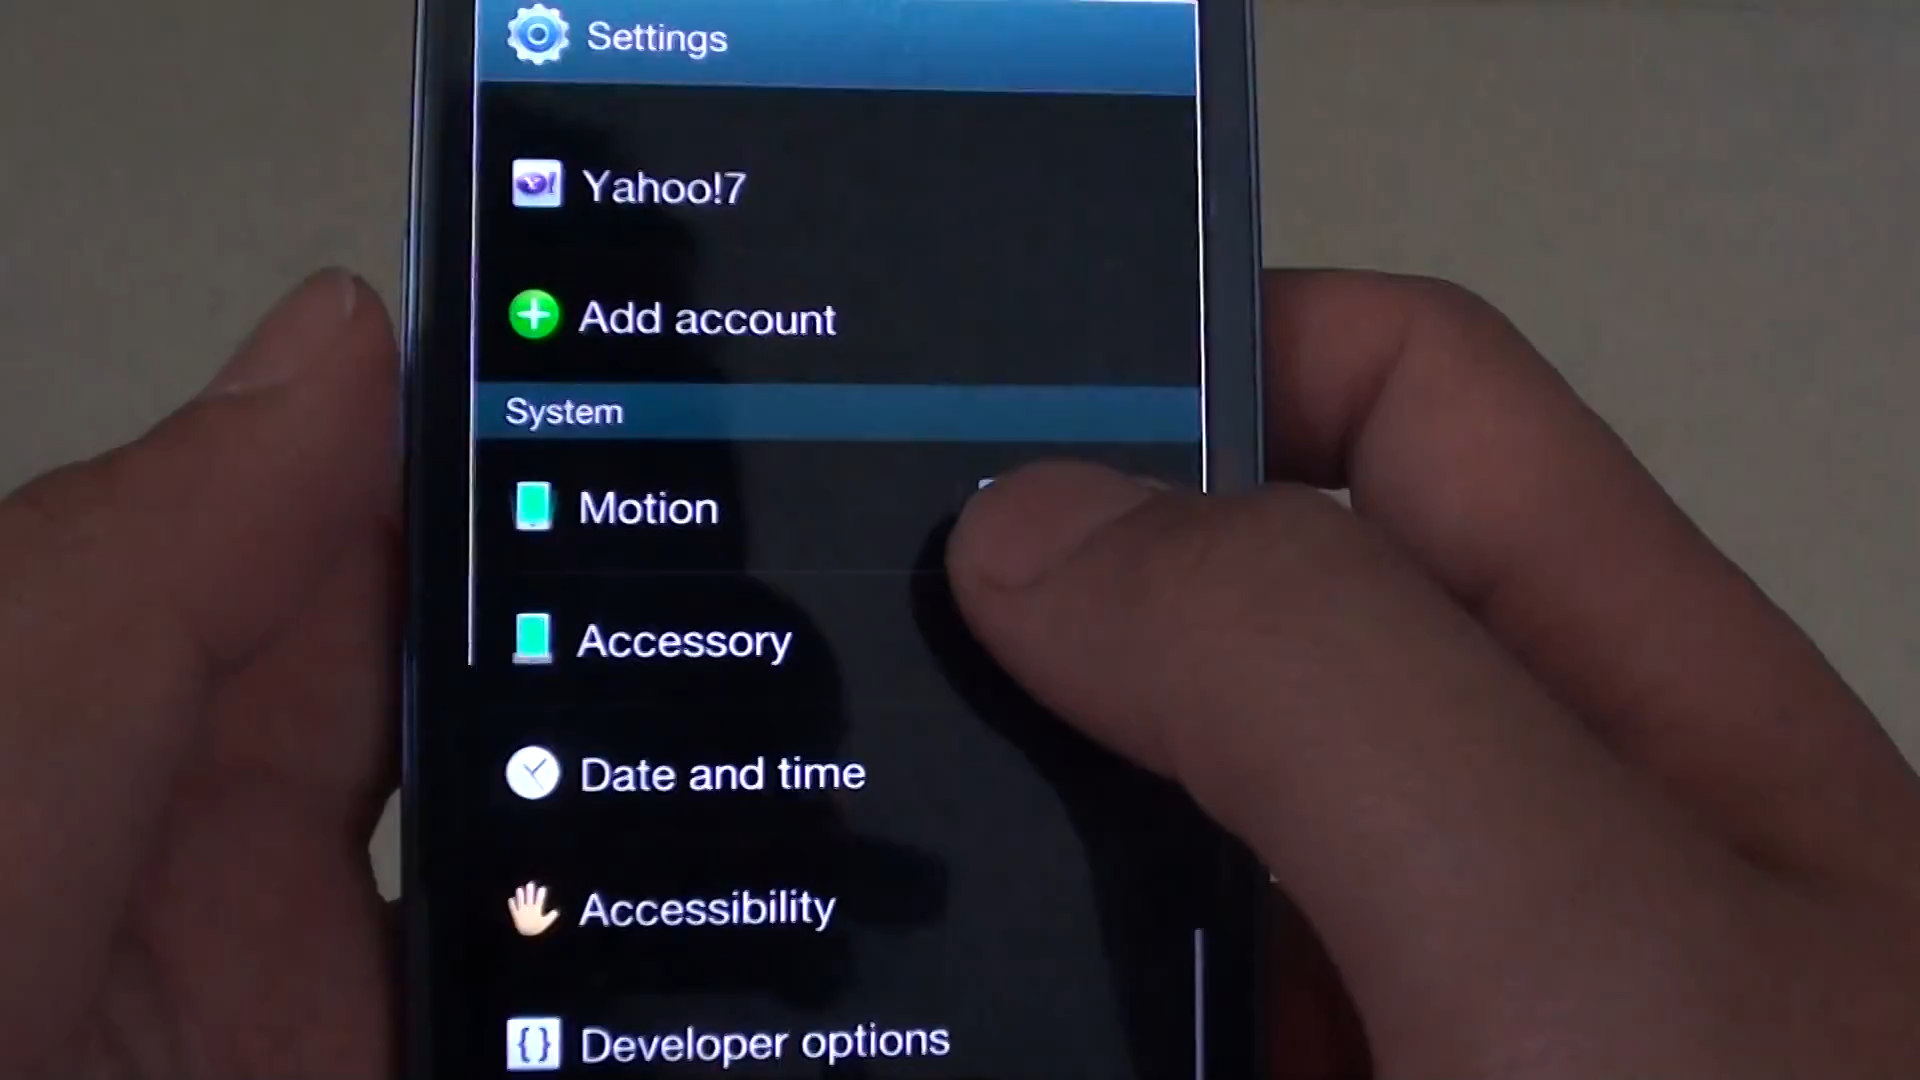 Settings
Yahoo!7
Add account
System
Motion
Accessory
Date and time
Accessibility
Developer options